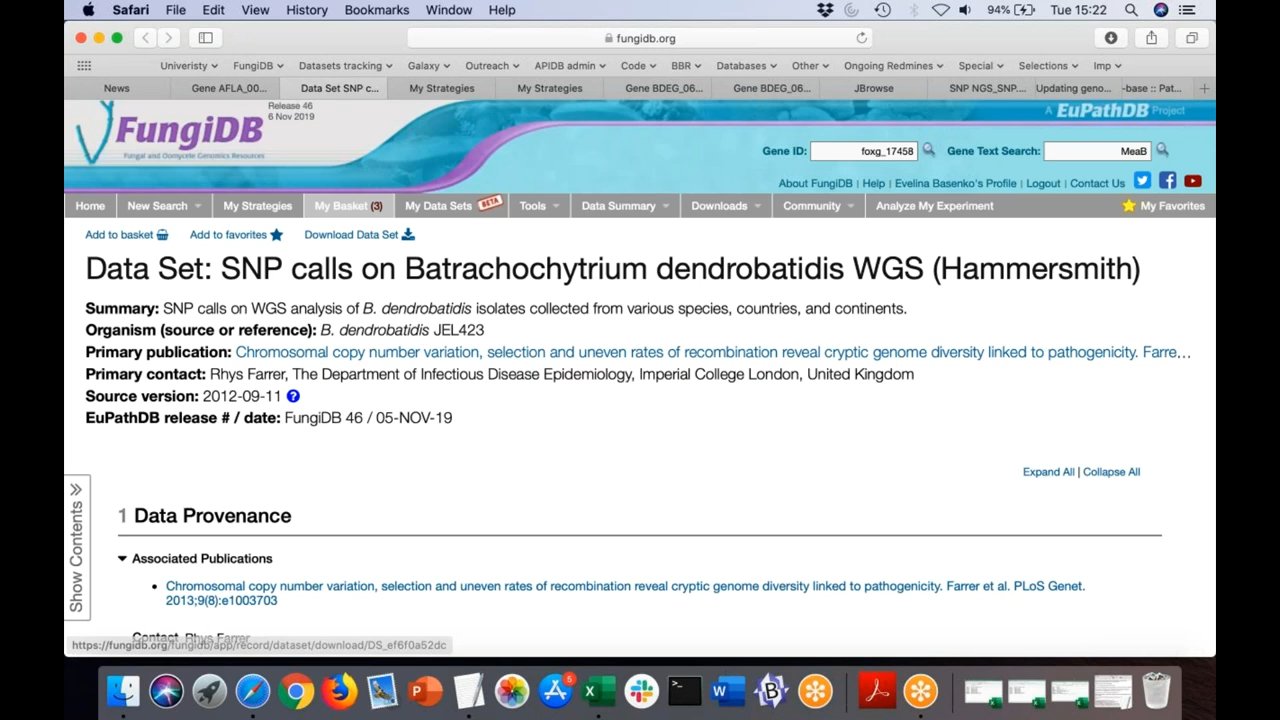 Safari File Edit View History Bookmarks Window Help 94% Tue 15:22
fungidb.org
Univeristy FungiDB Datasets tracking Galaxy Outreach APIDB admin Code BBR Databases Other Ongoing Redmines Special Selections Imp
News Gene AFLA_00... Data Set SNP c... My Strategies My Strategies Gene BDEG_06... Gene BDEG_06... JBrowse SNP NGS_SNP.... Updating geno... -base :: Pat...
Release 46
6 Nov 2019
A EuPathDB Project
FungiDB
Fungal and Oomycete Genomics Resources
Gene ID: foxg_17458 Gene Text Search: MeaB
About FungiDB | Help | Evelina Basenko's Profile | Logout | Contact Us
Home New Search My Strategies My Basket (3) My Data Sets BETA Tools Data Summary Downloads Community Analyze My Experiment My Favorites
Add to basket Add to favorites Download Data Set
Data Set: SNP calls on Batrachochytrium dendrobatidis WGS (Hammersmith)
Summary: SNP calls on WGS analysis of B. dendrobatidis isolates collected from various species, countries, and continents.
Organism (source or reference): B. dendrobatidis JEL423
Primary publication: Chromosomal copy number variation, selection and uneven rates of recombination reveal cryptic genome diversity linked to pathogenicity. Farre...
Primary contact: Rhys Farrer, The Department of Infectious Disease Epidemiology, Imperial College London, United Kingdom
Source version: 2012-09-11 ?
EuPathDB release # / date: FungiDB 46 / 05-NOV-19
Expand All | Collapse All
Show Contents
1 Data Provenance
Associated Publications
• Chromosomal copy number variation, selection and uneven rates of recombination reveal cryptic genome diversity linked to pathogenicity. Farrer et al. PLoS Genet.
2013;9(8):e1003703
Contact Rhys Farrer
https://fungidb.org/fungidb/app/record/dataset/download/DS_ef6f0a52dc
5